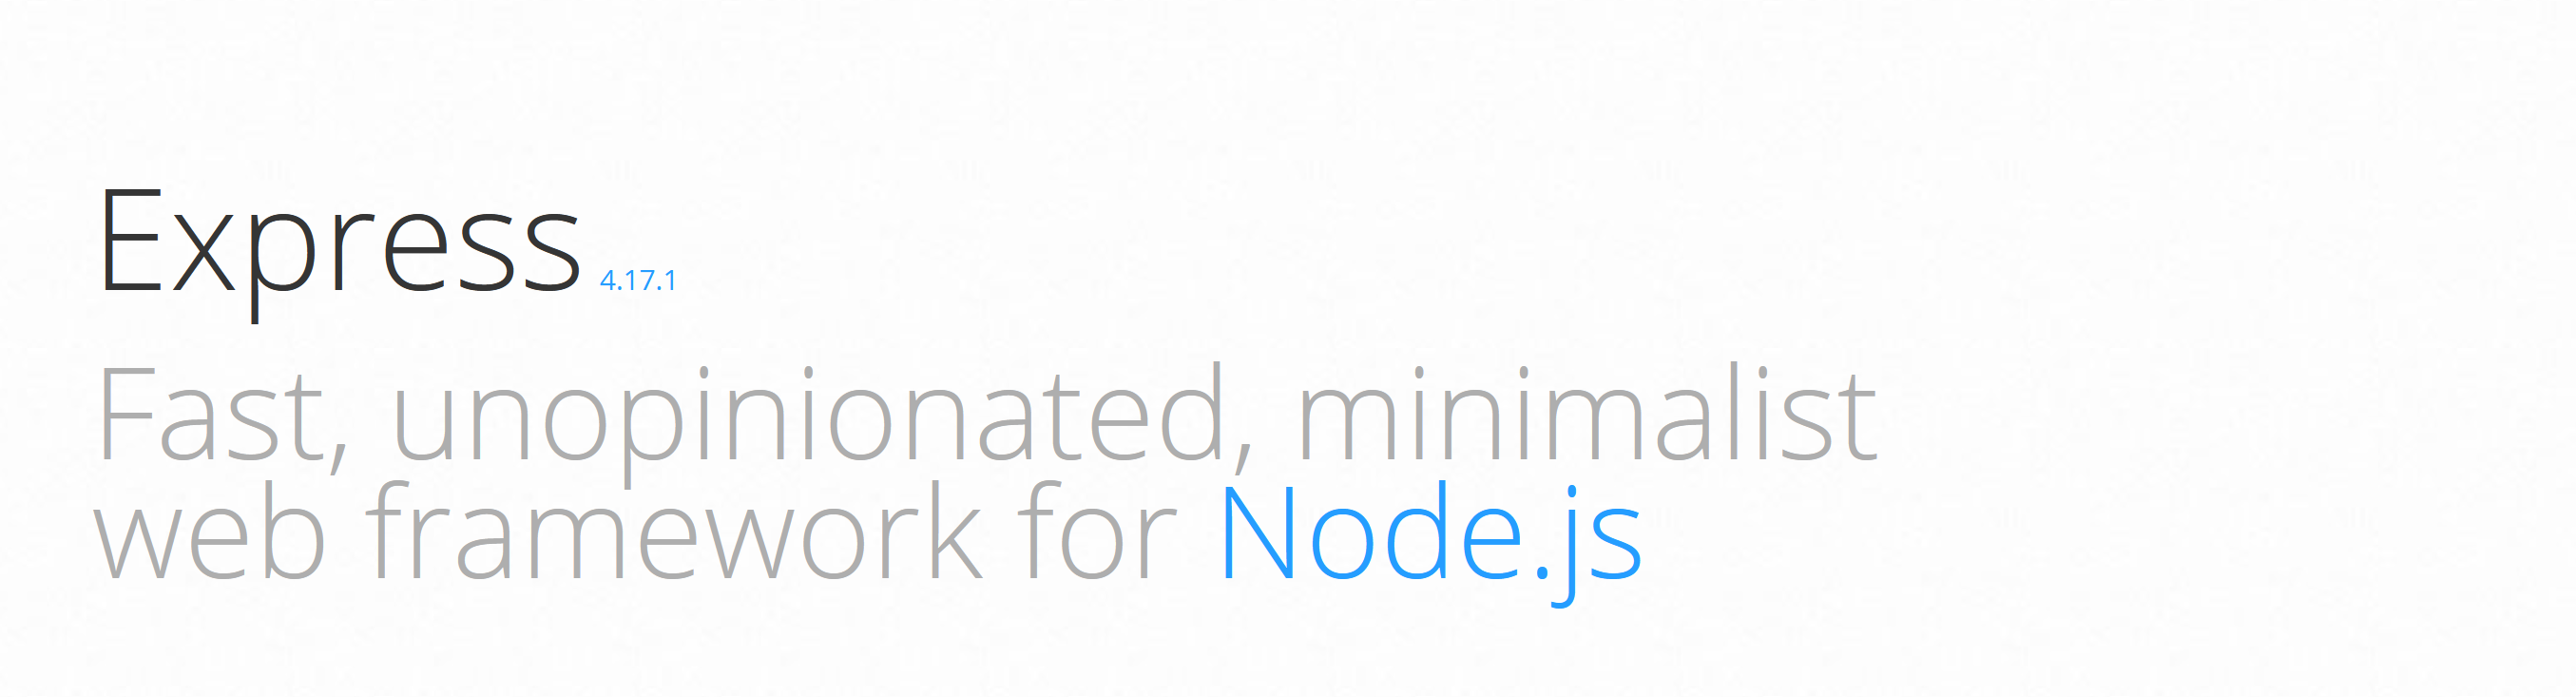 Express 4.17.1
Fast, unopinionated, minimalist
web framework for Node.js